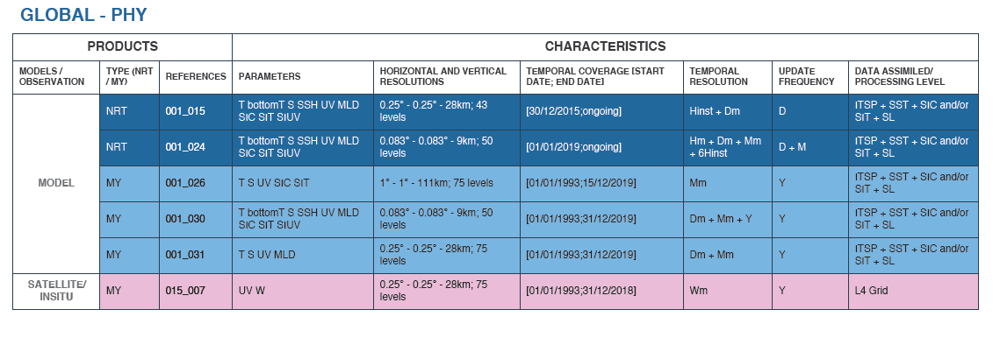 GLOBAL - PHY
PRODUCTS CHARACTERISTICS
MODELS / OBSERVATION TYPE (NRT / MY) REFERENCES PARAMETERS HORIZONTAL AND VERTICAL RESOLUTIONS TEMPORAL COVERAGE [START DATE; END DATE] TEMPORAL RESOLUTION UPDATE FREQUENCY DATA ASSIMILED/ PROCESSING LEVEL
MODEL
NRT 001_015 T bottomT S SSH UV MLD SIC SIT SIUV 0.25° - 0.25° - 28km; 43 levels [30/12/2015;ongoing] Hinst + Dm D ITSP + SST + SIC and/or SIT + SL
NRT 001_024 T bottomT S SSH UV MLD SIC SIT SIUV 0.083° - 0.083° - 9km; 50 levels [01/01/2019;ongoing] Hm + Dm + Mm + 6Hinst D + M ITSP + SST + SIC and/or SIT + SL
MY 001_026 T S UV SIC SIT 1° - 1° - 111km; 75 levels [01/01/1993;15/12/2019] Mm Y ITSP + SST + SIC and/or SIT + SL
MY 001_030 T bottomT S SSH UV MLD SIC SIT SIUV 0.083° - 0.083° - 9km; 50 levels [01/01/1993;31/12/2019] Dm + Mm + Y Y ITSP + SST + SIC and/or SIT + SL
MY 001_031 T S UV MLD 0.25° - 0.25° - 28km; 75 levels [01/01/1993;31/12/2019] Dm + Mm Y ITSP + SST + SIC and/or SIT + SL
SATELLITE/ INSITU MY 015_007 UV W 0.25° - 0.25° - 28km; 75 levels [01/01/1993;31/12/2018] Wm Y L4 Grid